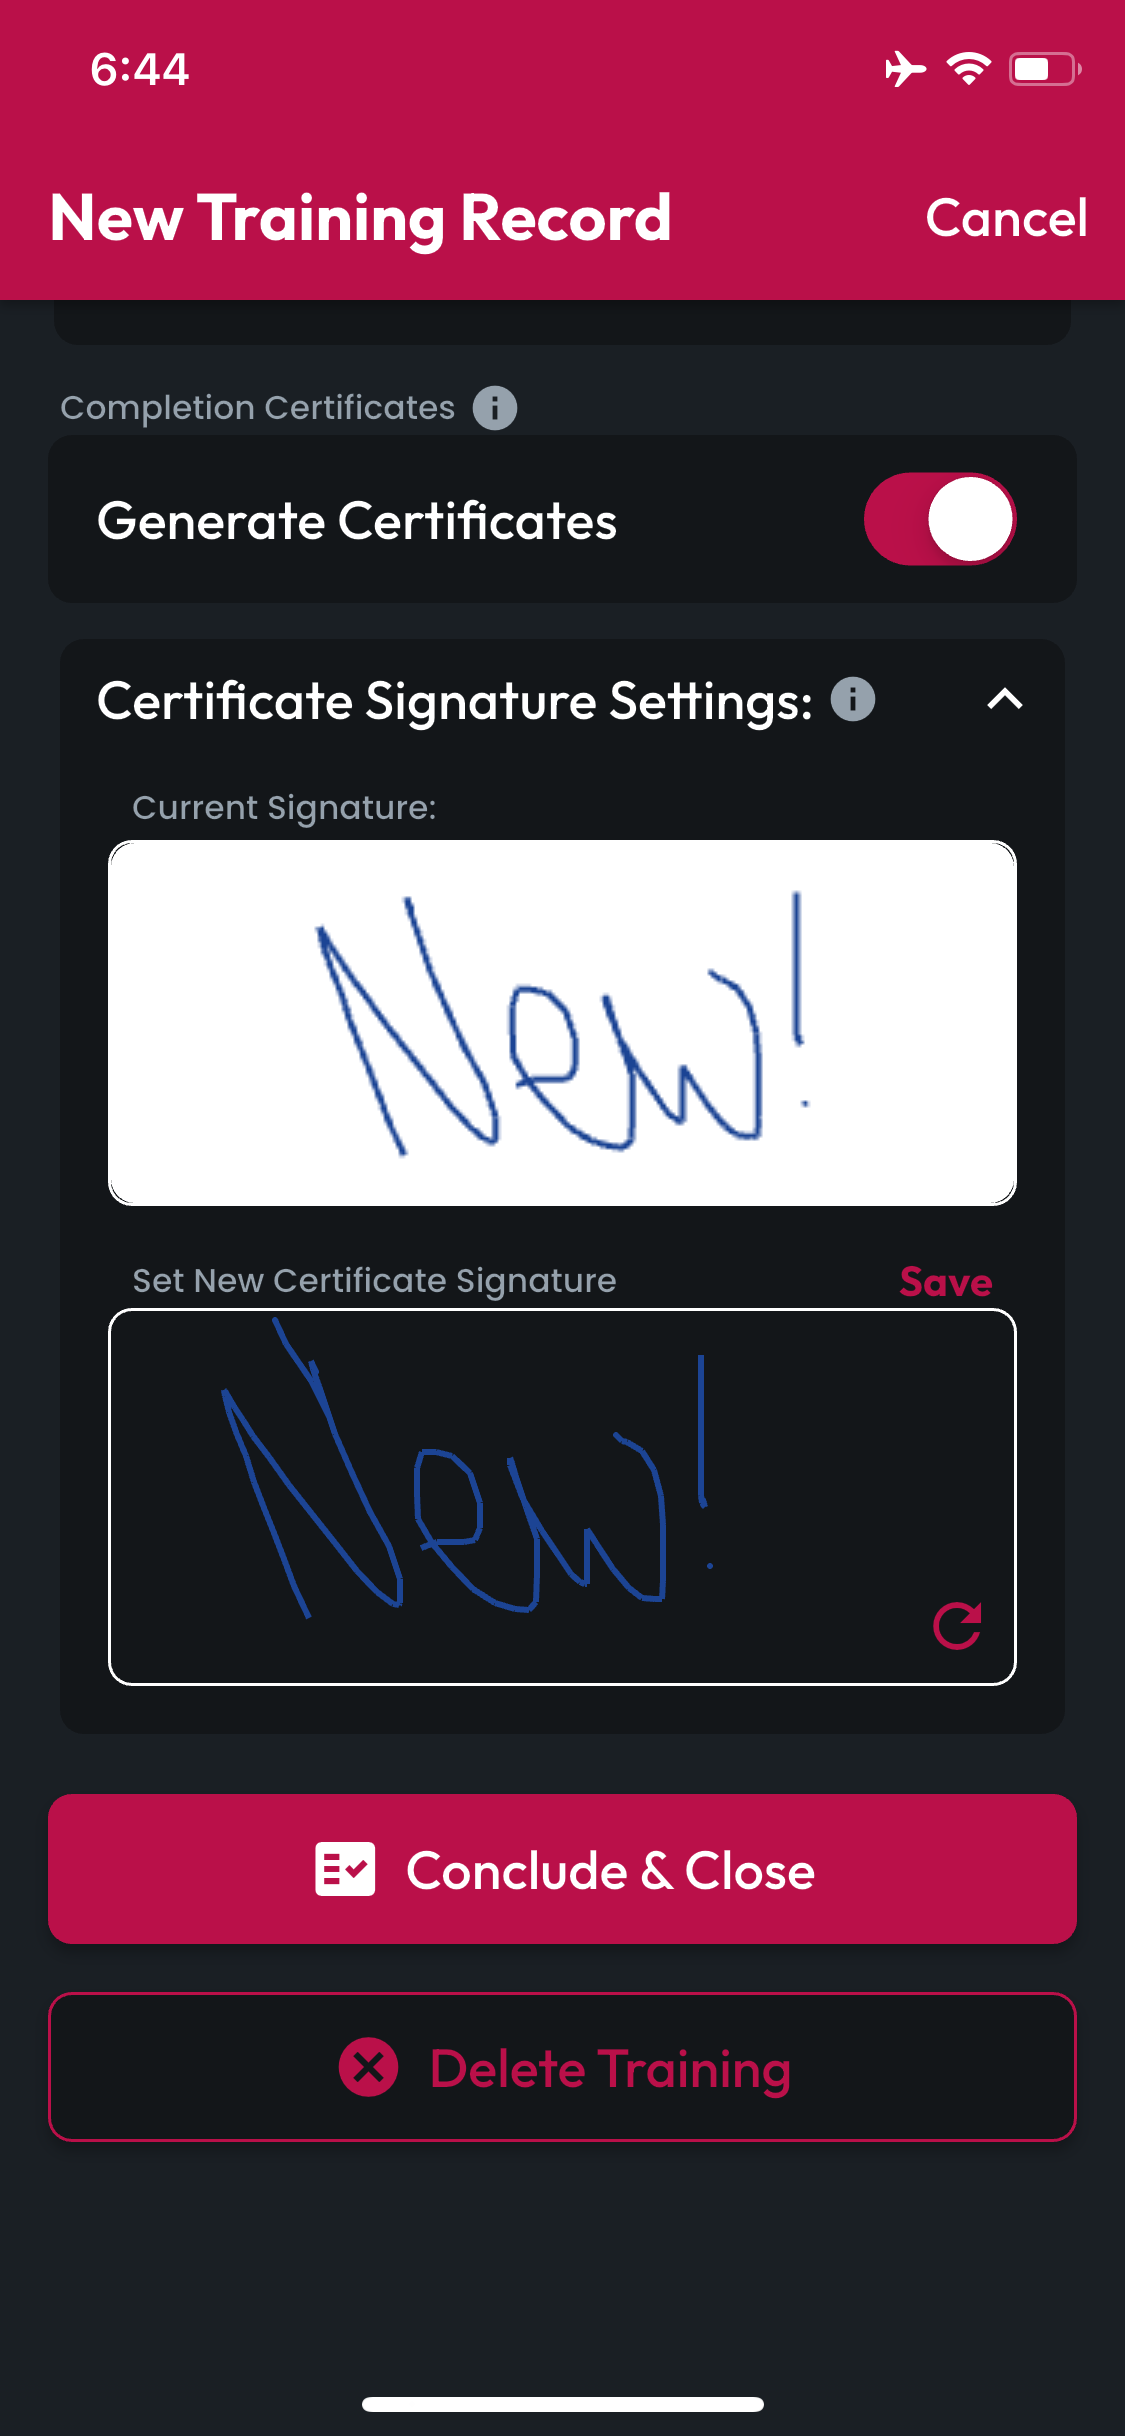 6:44
New Training Record
Cancel
Completion Certificates
Generate Certificates
Certificate Signature Settings:
Current Signature:
New!
Set New Certificate Signature
Save
New!
Conclude & Close
Delete Training